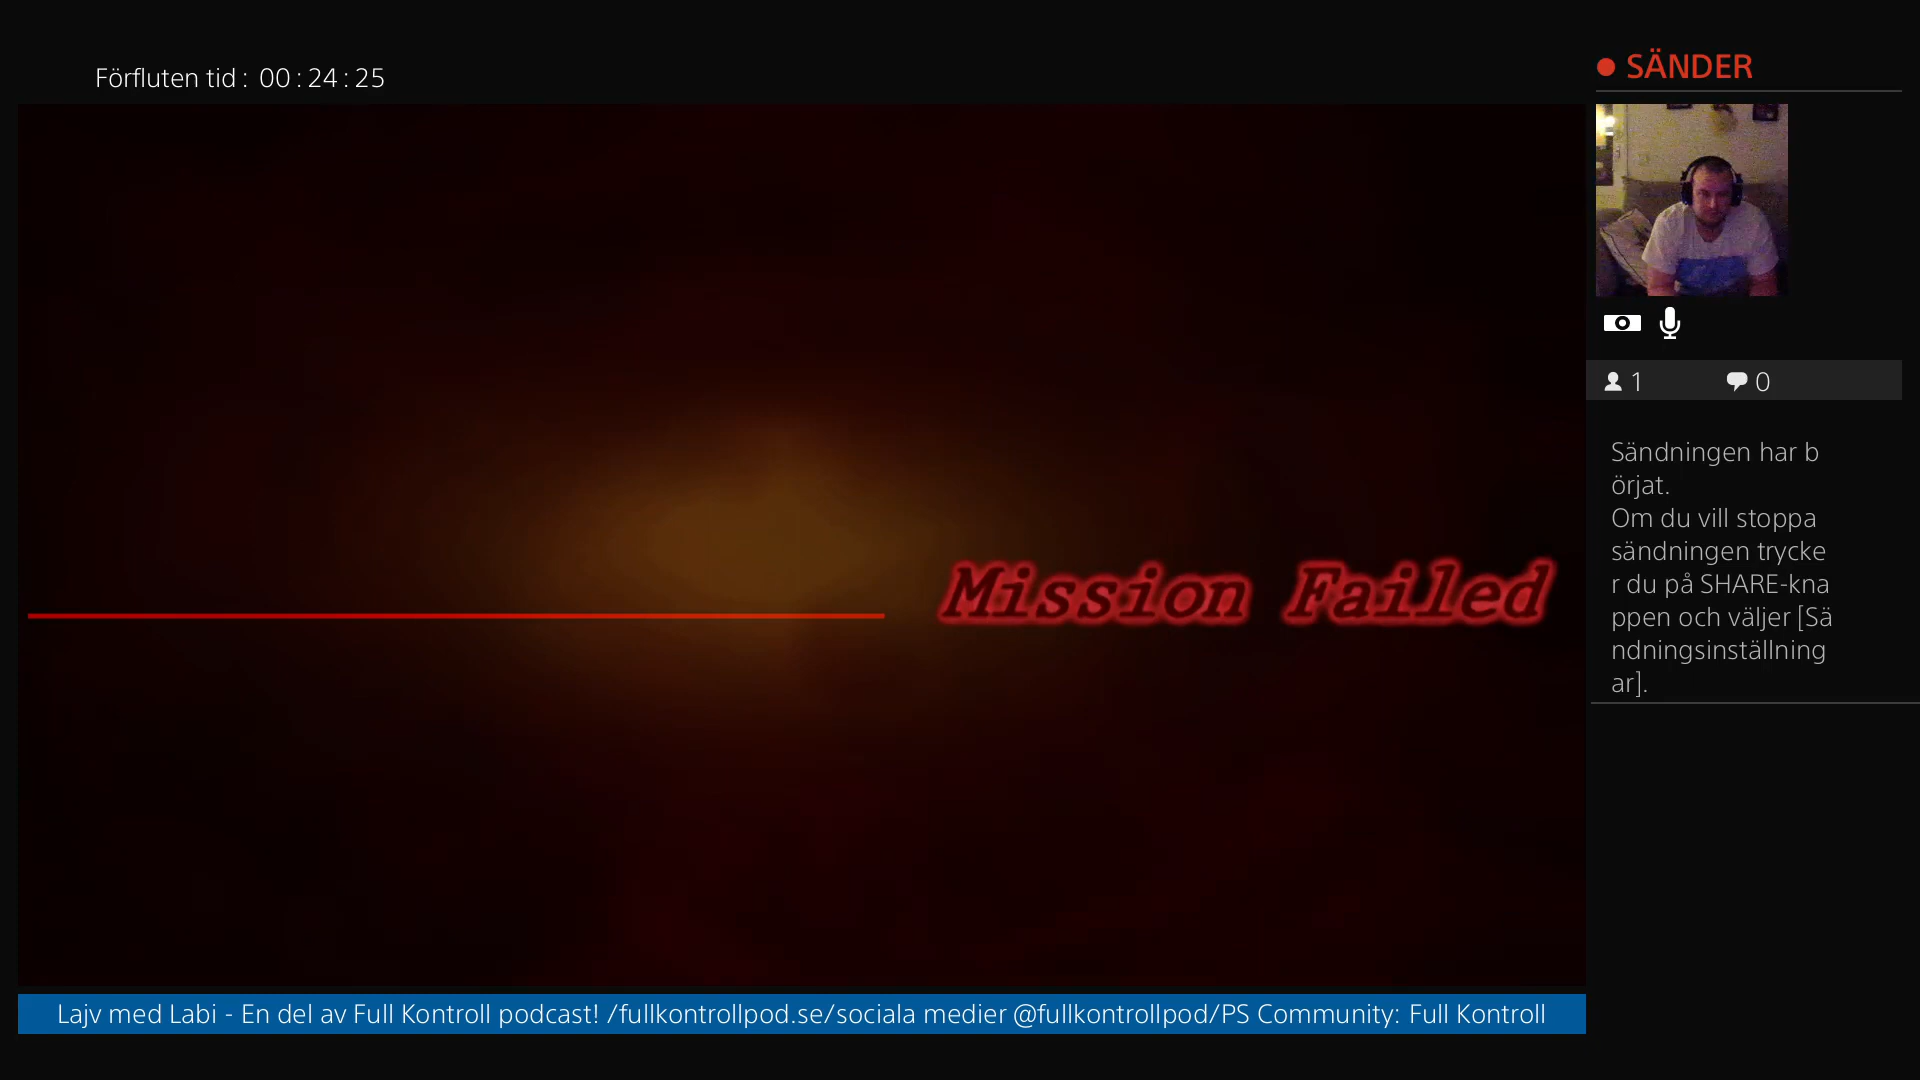 Förfluten tid : 00 : 24 : 25
SÄNDER
1
0
Sändningen har b
örjat.
Om du vill stoppa
sändningen trycke
r du på SHARE-kna
ppen och väljer [Sä
ndningsinställning
ar].
Mission Failed
Lajv med Labi - En del av Full Kontroll podcast! /fullkontrollpod.se/sociala medier @fullkontrollpod/PS Community: Full Kontroll